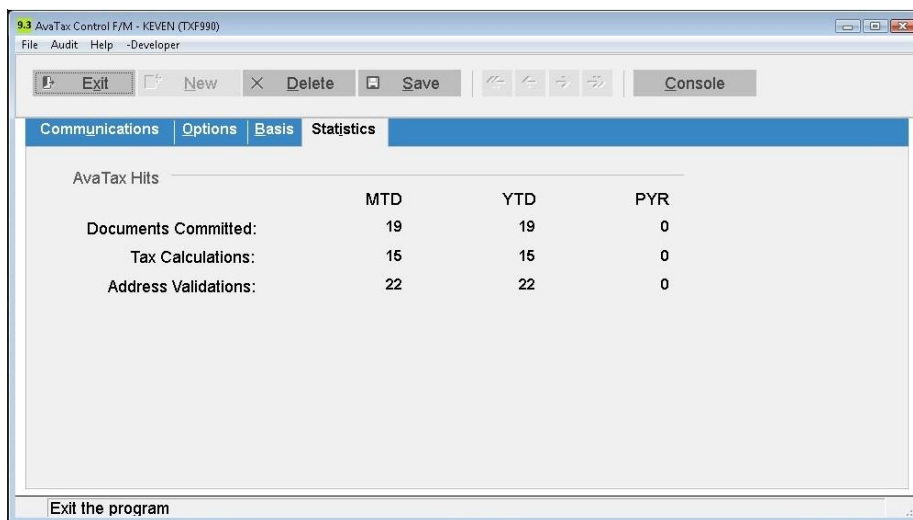 9.3 AvaTax Control F/M - KEVEN (TXF990)
File Audit Help -Developer
Exit New Delete Save Console
Communications Options Basis Statistics
AvaTax Hits
MTD YTD PYR
Documents Committed: 19 19 0
Tax Calculations: 15 15 0
Address Validations: 22 22 0
Exit the program